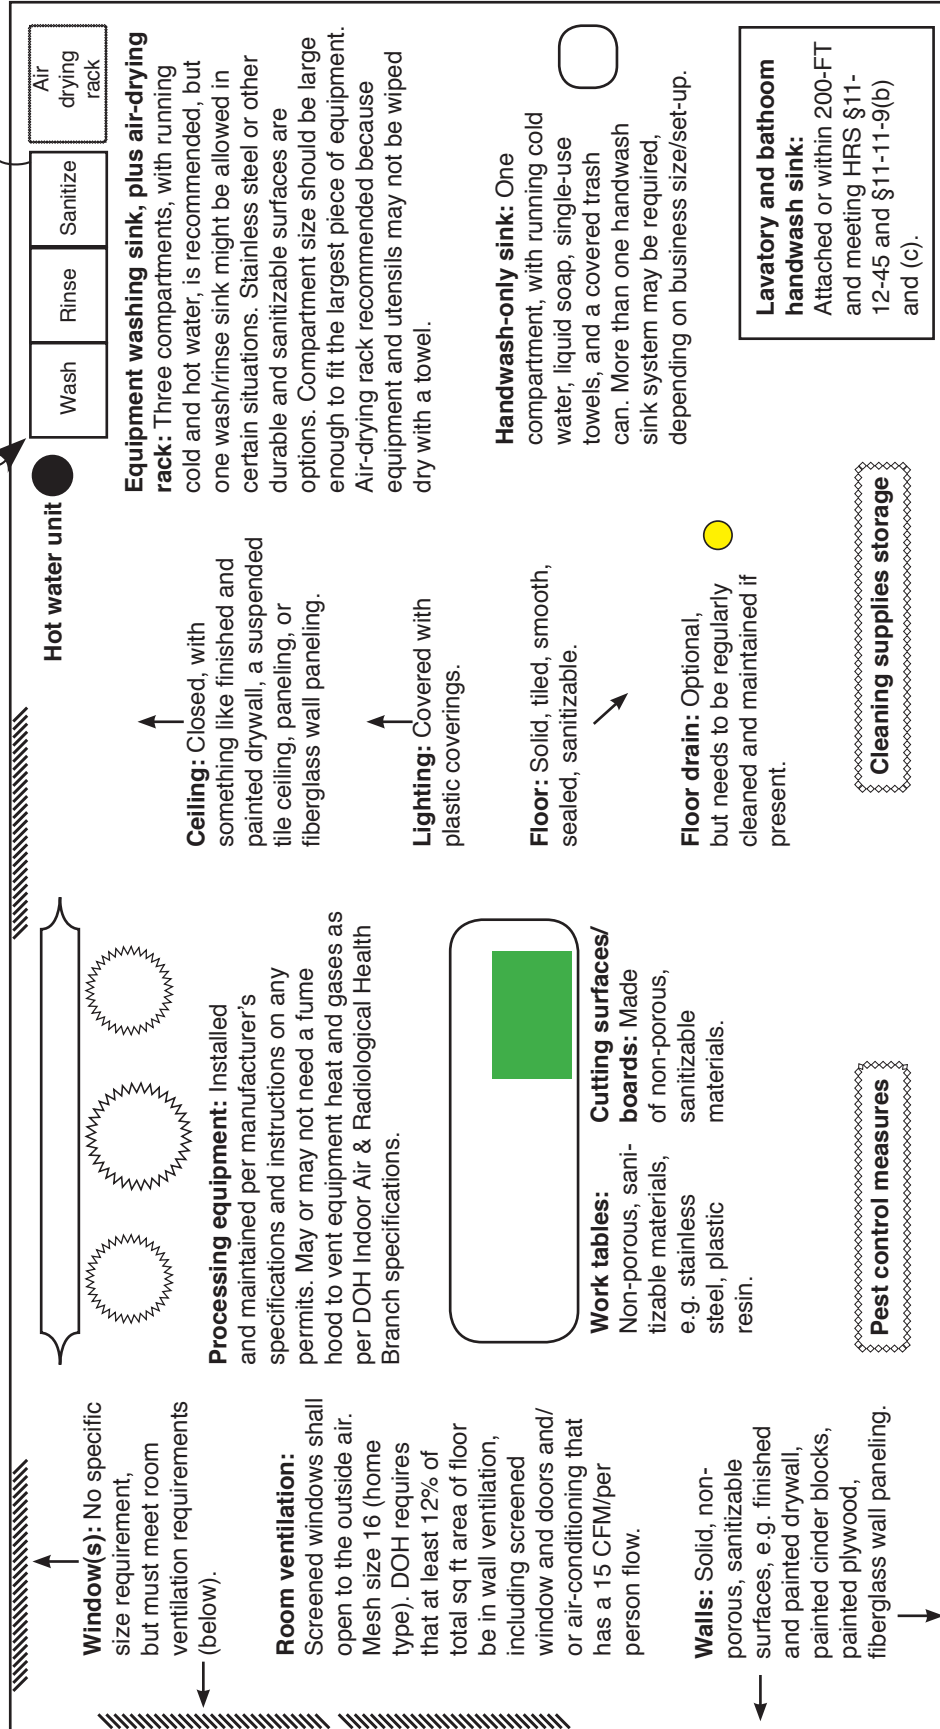 Window(s): No specific
size requirement,
but must meet room
ventilation requirements
(below).
Room ventilation:
Screened windows shall
open to the outside air.
Mesh size 16 (home
type). DOH requires
that at least 12% of
total sq ft area of floor
be in wall ventilation,
including screened
window and doors and/
or air-conditioning that
has a 15 CFM/per
person flow.
Walls: Solid, non-
porous, sanitizable
surfaces, e.g. finished
and painted drywall,
painted cinder blocks,
painted plywood,
fiberglass wall paneling.
Processing equipment: Installed
and maintained per manufacturer's
specifications and instructions on any
permits. May or may not need a fume
hood to vent equipment heat and gases as
per DOH Indoor Air & Radiological Health
Branch specifications.
Work tables:
Non-porous, sani-
tizable materials,
e.g. stainless
steel, plastic
resin.
Cutting surfaces/
boards: Made
of non-porous,
sanitizable
materials.
Pest control measures
Hot water unit
Ceiling: Closed, with
something like finished and
painted drywall, a suspended
tile ceiling, paneling, or
fiberglass wall paneling.
Lighting: Covered with
plastic coverings.
Floor: Solid, tiled, smooth,
sealed, sanitizable.
Floor drain: Optional,
but needs to be regularly
cleaned and maintained if
present.
Cleaning supplies storage
Wash
Rinse
Sanitize
Air
drying
rack
Equipment washing sink, plus air-drying
rack: Three compartments, with running
cold and hot water, is recommended, but
one wash/rinse sink might be allowed in
certain situations. Stainless steel or other
durable and sanitizable surfaces are
options. Compartment size should be large
enough to fit the largest piece of equipment.
Air-drying rack recommended because
equipment and utensils may not be wiped
dry with a towel.
Handwash-only sink: One
compartment, with running cold
water, liquid soap, single-use
towels, and a covered trash
can. More than one handwash
sink system may be required,
depending on business size/set-up.
Lavatory and bathoom
handwash sink:
Attached or within 200-FT
and meeting HRS §11-
12-45 and §11-11-9(b)
and (c).